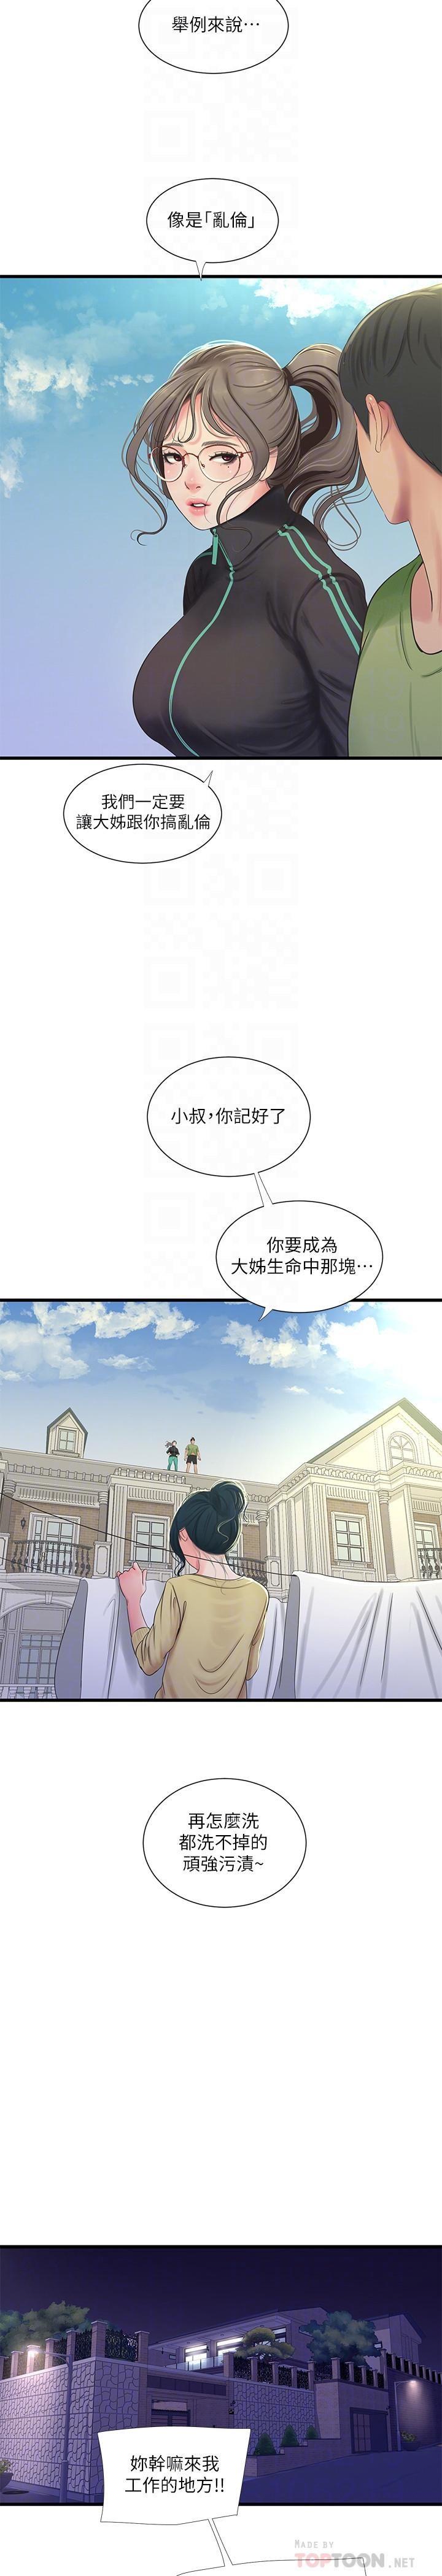 舉例來說⋯
像是「亂倫」
我們一定要
讓大姊跟你搞亂倫
小叔，你記好了
你要成為
大姊生命中那塊⋯
再怎麼洗
都洗不掉的
頑強污漬~
妳幹嘛來我
工作的地方!!
MADE BY
TOPTOON.NET